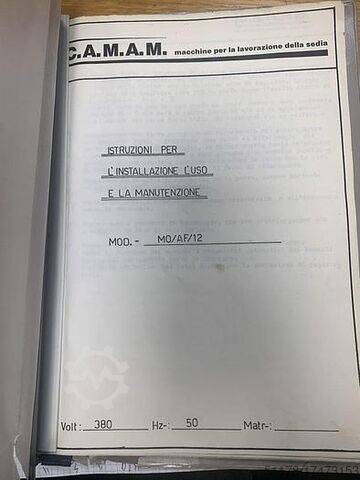 C.A.M.A.M. macchine per la lavorazione della sedia
ISTRUZIONI PER
L'INSTALLAZIONE L'USO
E LA MANUTENZIONE
MOD.- MO/AF/12
Volt: 380 Hz-: 50 Matr-: